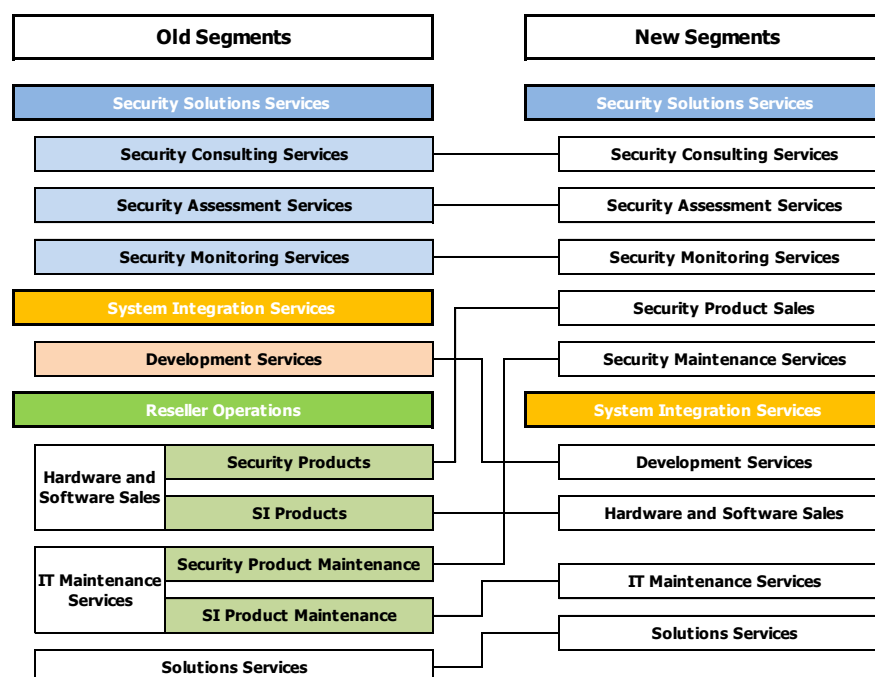 Old Segments
New Segments
Security Solutions Services
Security Solutions Services
Security Consulting Services
Security Consulting Services
Security Assessment Services
Security Assessment Services
Security Monitoring Services
Security Monitoring Services
System Integration Services
Security Product Sales
Development Services
Security Maintenance Services
Reseller Operations
System Integration Services
Hardware and
Software Sales
Security Products
Development Services
SI Products
Hardware and Software Sales
IT Maintenance
Services
Security Product Maintenance
IT Maintenance Services
SI Product Maintenance
Solutions Services
Solutions Services